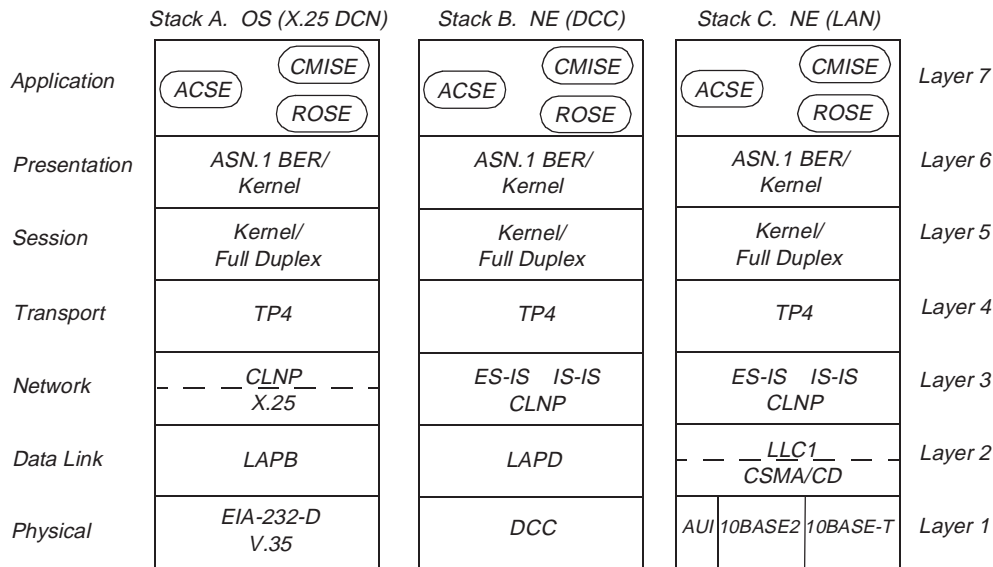 Stack A. OS (X.25 DCN) Stack B. NE (DCC) Stack C. NE (LAN)
Application ACSE CMISE ROSE ACSE CMISE ROSE ACSE CMISE ROSE Layer 7
Presentation ASN.1 BER/ Kernel ASN.1 BER/ Kernel ASN.1 BER/ Kernel Layer 6
Session Kernel/ Full Duplex Kernel/ Full Duplex Kernel/ Full Duplex Layer 5
Transport TP4 TP4 TP4 Layer 4
Network CLNP X.25 ES-IS IS-IS CLNP ES-IS IS-IS CLNP Layer 3
Data Link LAPB LAPD LLC1 CSMA/CD Layer 2
Physical EIA-232-D V.35 DCC AUI 10BASE2 10BASE-T Layer 1